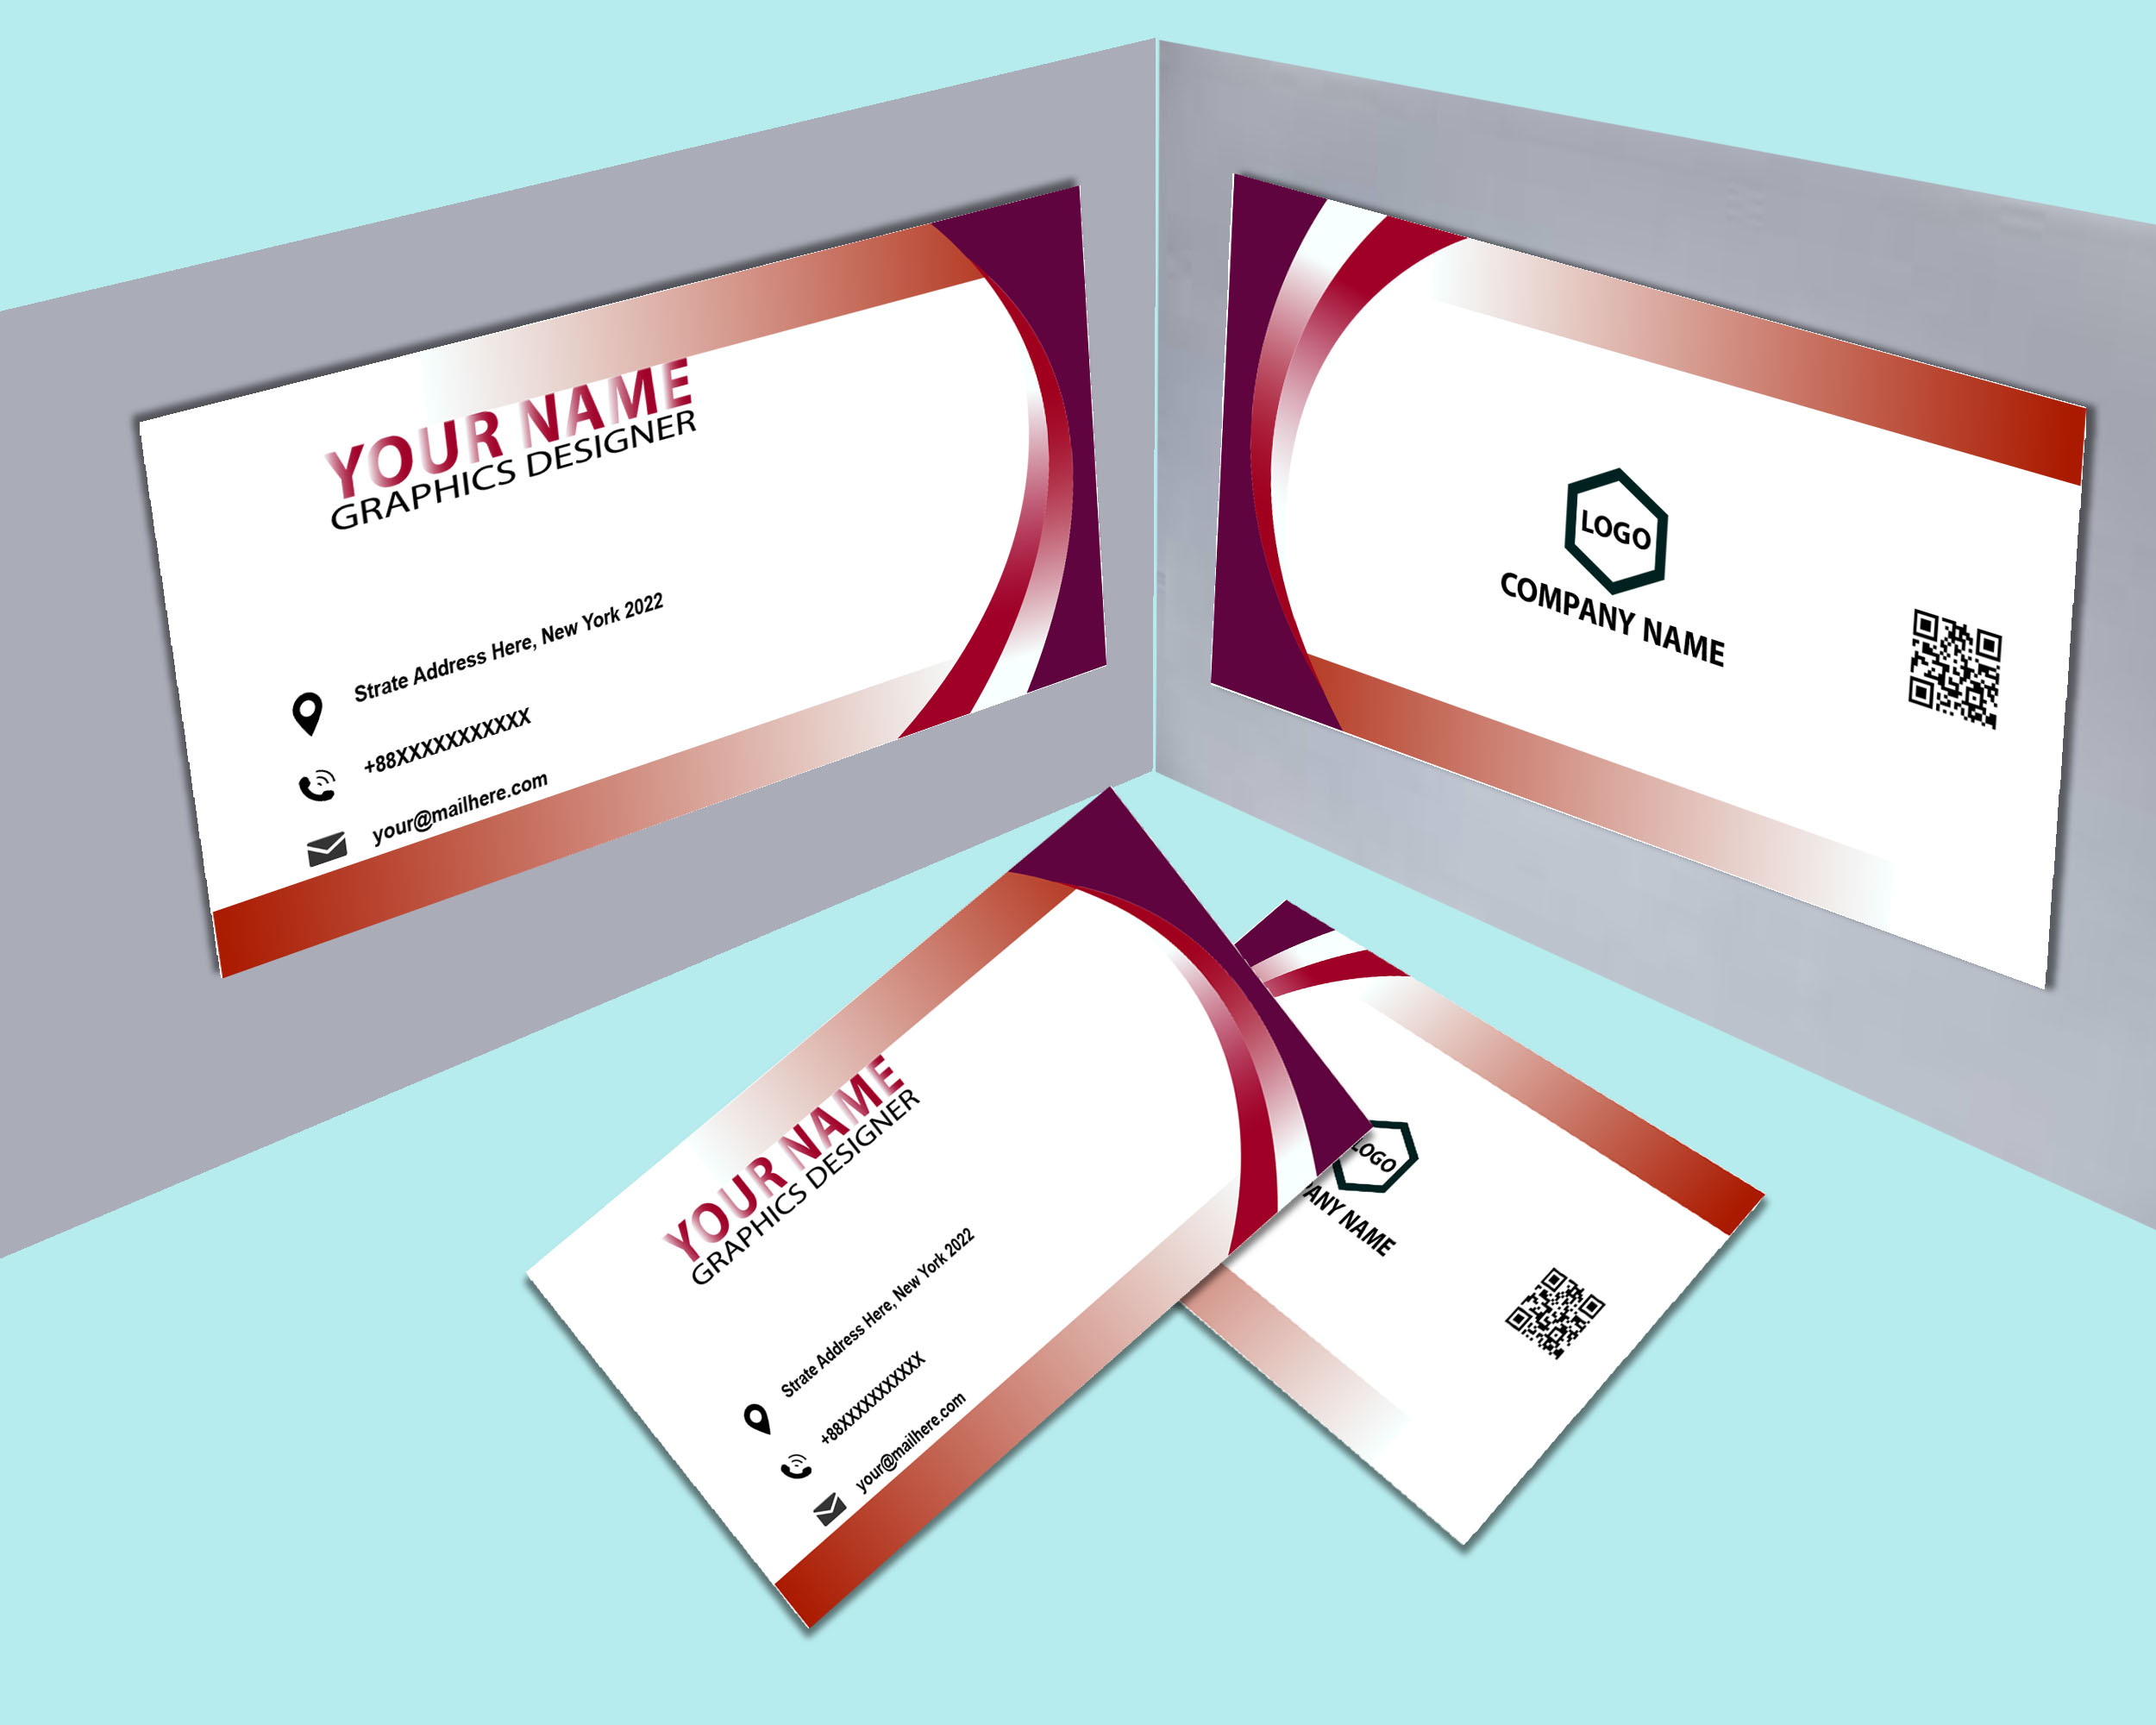 YOUR NAME
GRAPHICS DESIGNER
Strate Address Here, New York 2022
+88XXXXXXXXXXX
your@mailhere.com
LOGO
COMPANY NAME
YOUR NAME
GRAPHICS DESIGNER
Strate Address Here, New York 2022
+88XXXXXXXXXXX
your@mailhere.com
LOGO
ANY NAME